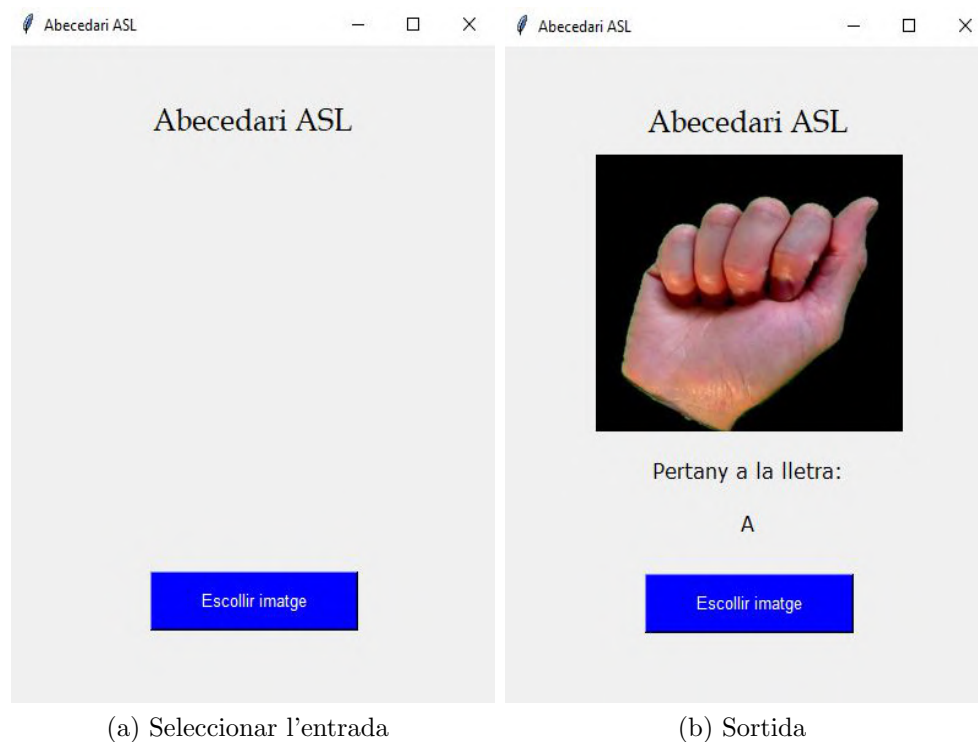 Abecedari ASL
Abecedari ASL
Escollir imatge
(a) Seleccionar l'entrada
Abecedari ASL
Abecedari ASL
Pertany a la lletra:
A
Escollir imatge
(b) Sortida